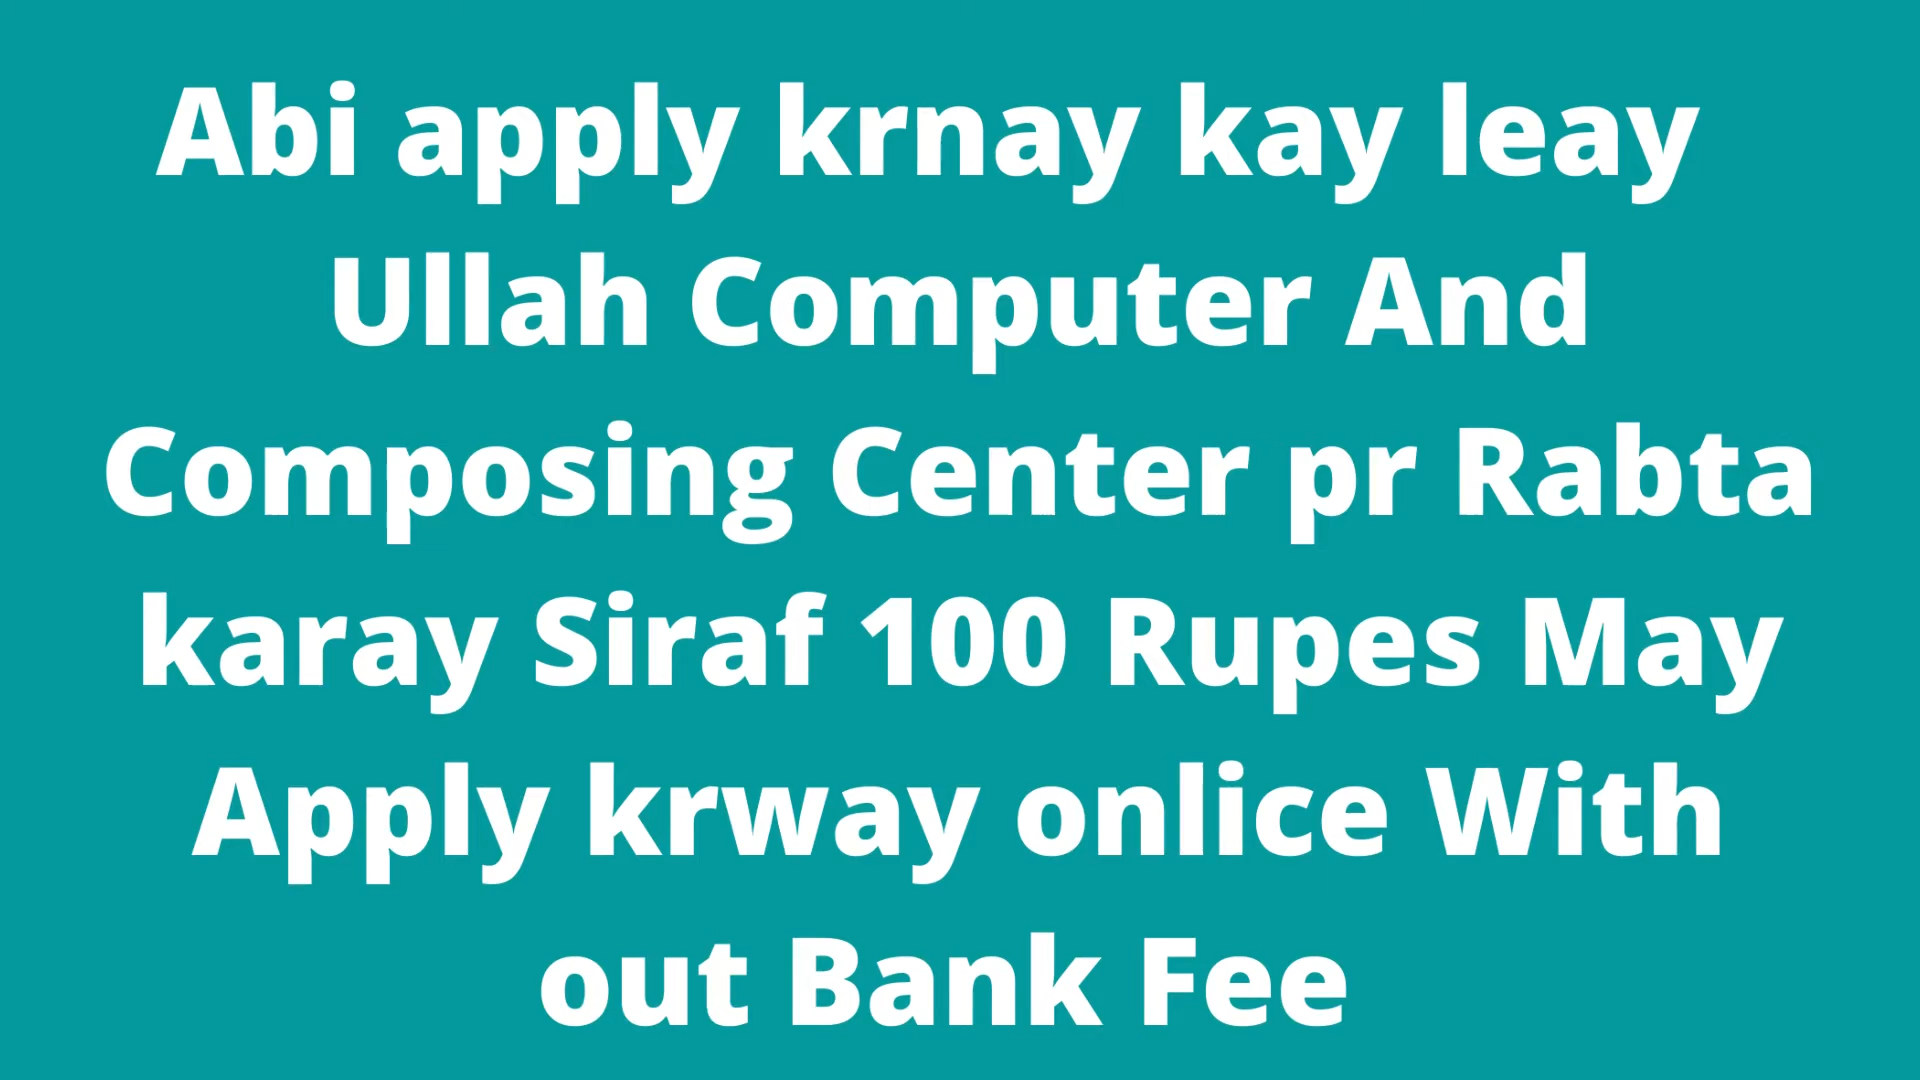 Abi apply krnay kay leay
Ullah Computer And
Composing Center pr Rabta
karay Siraf 100 Rupes May
Apply krway onlice With
out Bank Fee